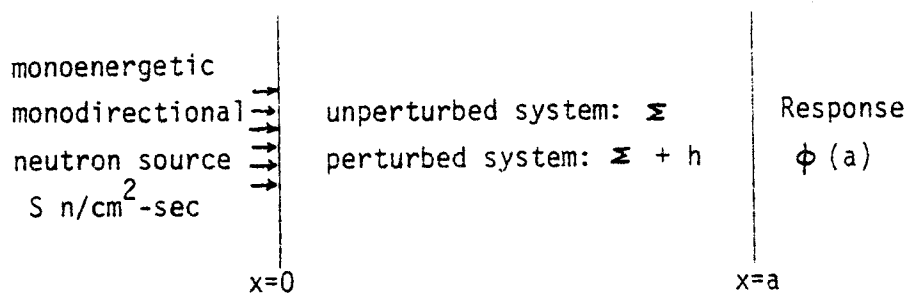 monoenergetic
monodirectional unperturbed system: Σ Response
neutron source perturbed system: Σ + h ϕ (a)
S n/cm²-sec
x=0 x=a